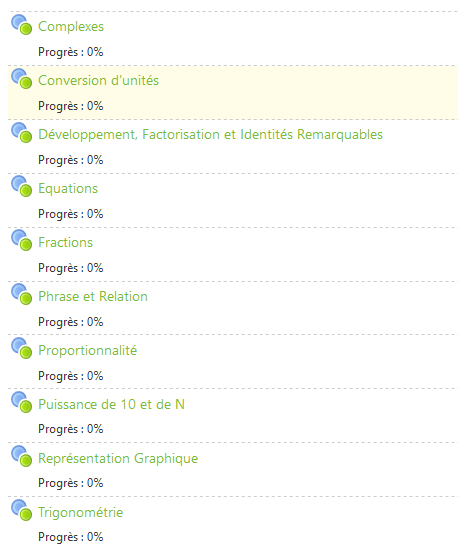 Complexes
Progrès : 0%
Conversion d'unités
Progrès : 0%
Développement, Factorisation et Identités Remarquables
Progrès : 0%
Equations
Progrès : 0%
Fractions
Progrès : 0%
Phrase et Relation
Progrès : 0%
Proportionnalité
Progrès : 0%
Puissance de 10 et de N
Progrès : 0%
Représentation Graphique
Progrès : 0%
Trigonométrie
Progrès : 0%